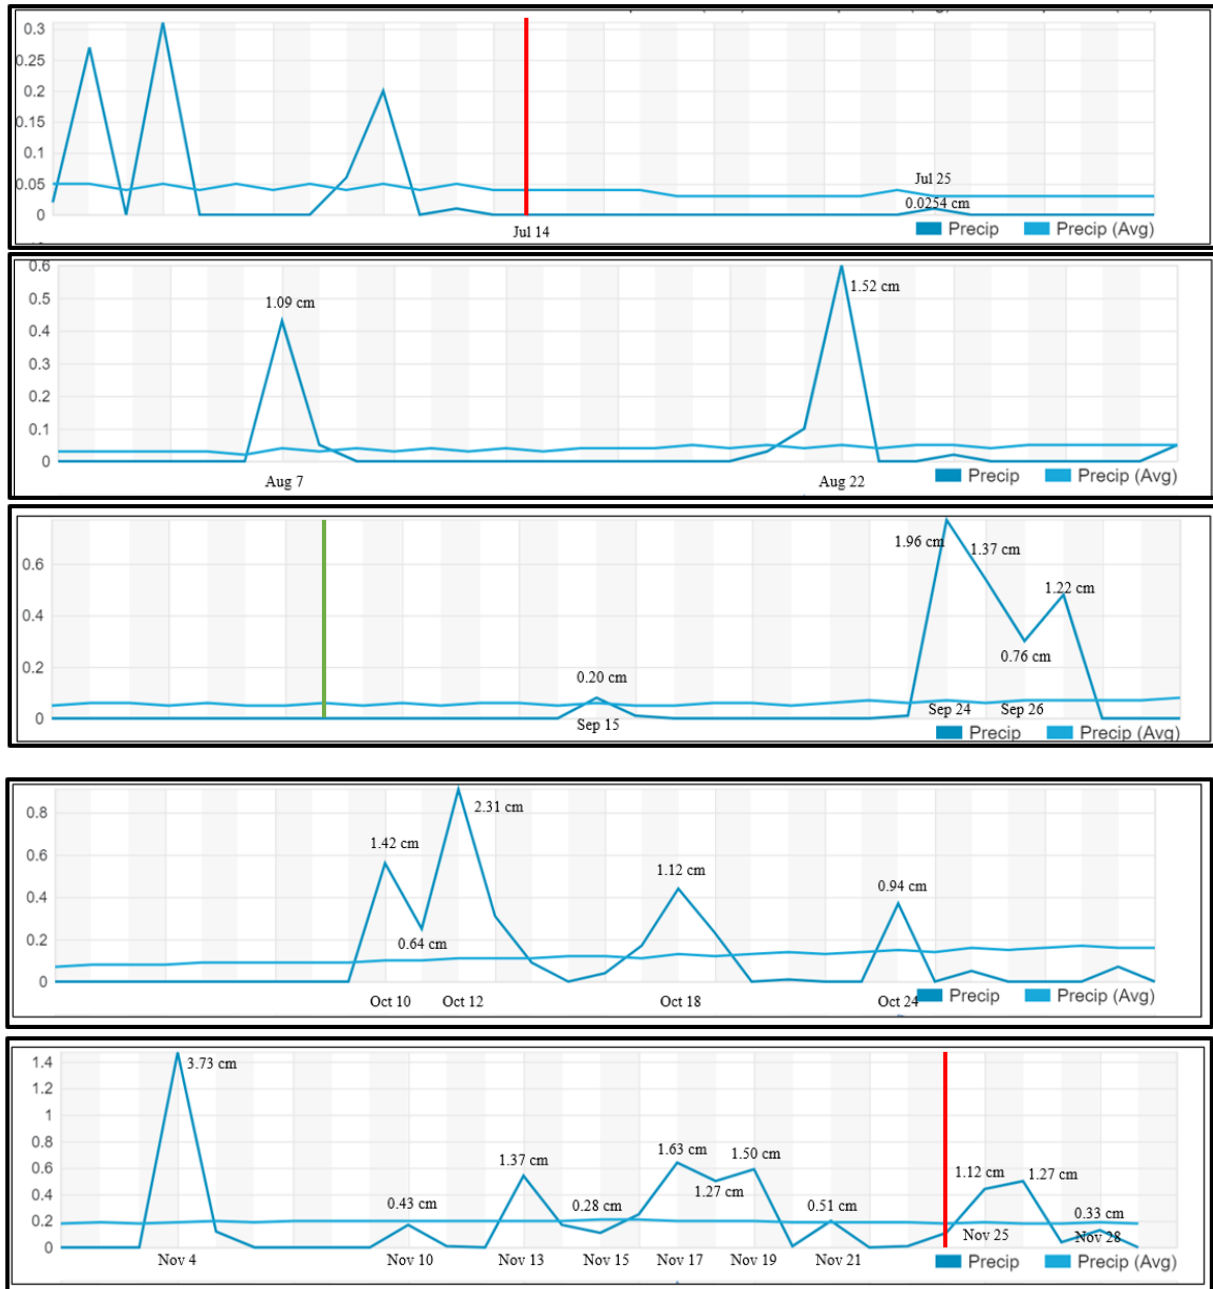 0.3
0.25
0.2
0.15
0.1
0.05
0
Jul 25
0.0254 cm
Jul 14
Precip Precip (Avg)
0.6
0.5
0.4
0.3
0.2
0.1
0
1.09 cm
1.52 cm
Aug 7
Aug 22
Precip Precip (Avg)
0.6
0.4
0.2
0
1.96 cm
1.37 cm
1.22 cm
0.76 cm
0.20 cm
Sep 15
Sep 24
Sep 26
Precip Precip (Avg)
0.8
0.6
0.4
0.2
0
2.31 cm
1.42 cm
0.64 cm
1.12 cm
0.94 cm
Oct 10 Oct 12 Oct 18 Oct 24
Precip Precip (Avg)
1.4
1.2
1
0.8
0.6
0.4
0.2
0
3.73 cm
0.43 cm
1.37 cm
0.28 cm
1.63 cm
1.27 cm
1.50 cm
0.51 cm
1.12 cm
1.27 cm
0.33 cm
Nov 25
Nov 28
Nov 4 Nov 10 Nov 13 Nov 15 Nov 17 Nov 19 Nov 21
Precip Precip (Avg)